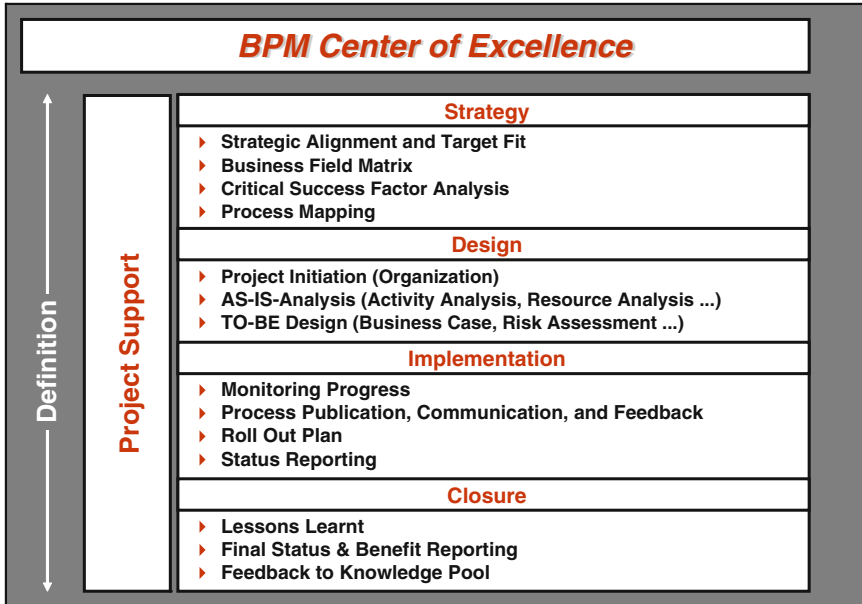 BPM Center of Excellence
Definition
Project Support
Strategy
Strategic Alignment and Target Fit
Business Field Matrix
Critical Success Factor Analysis
Process Mapping
Design
Project Initiation (Organization)
AS-IS-Analysis (Activity Analysis, Resource Analysis ...)
TO-BE Design (Business Case, Risk Assessment ...)
Implementation
Monitoring Progress
Process Publication, Communication, and Feedback
Roll Out Plan
Status Reporting
Closure
Lessons Learnt
Final Status & Benefit Reporting
Feedback to Knowledge Pool